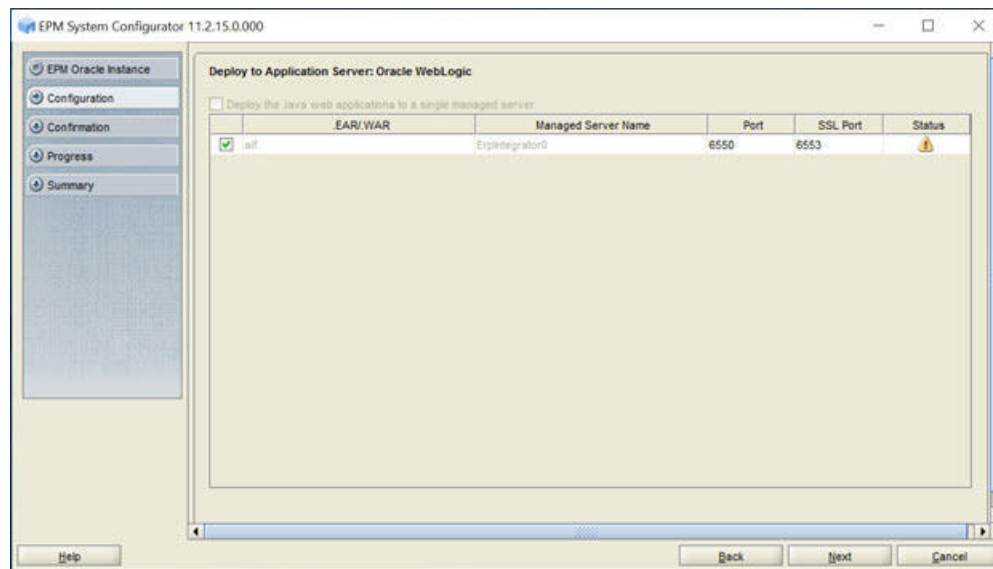 EPM System Configurator 11.2.15.0.000
EPM Oracle Instance
Configuration
Confirmation
Progress
Summary
Deploy to Application Server: Oracle WebLogic
Deploy the Java web applications to a single managed server
.EAR/.WAR Managed Server Name Port SSL Port Status
aif ErpIntegrator0 6550 6553
Help Back Next Cancel